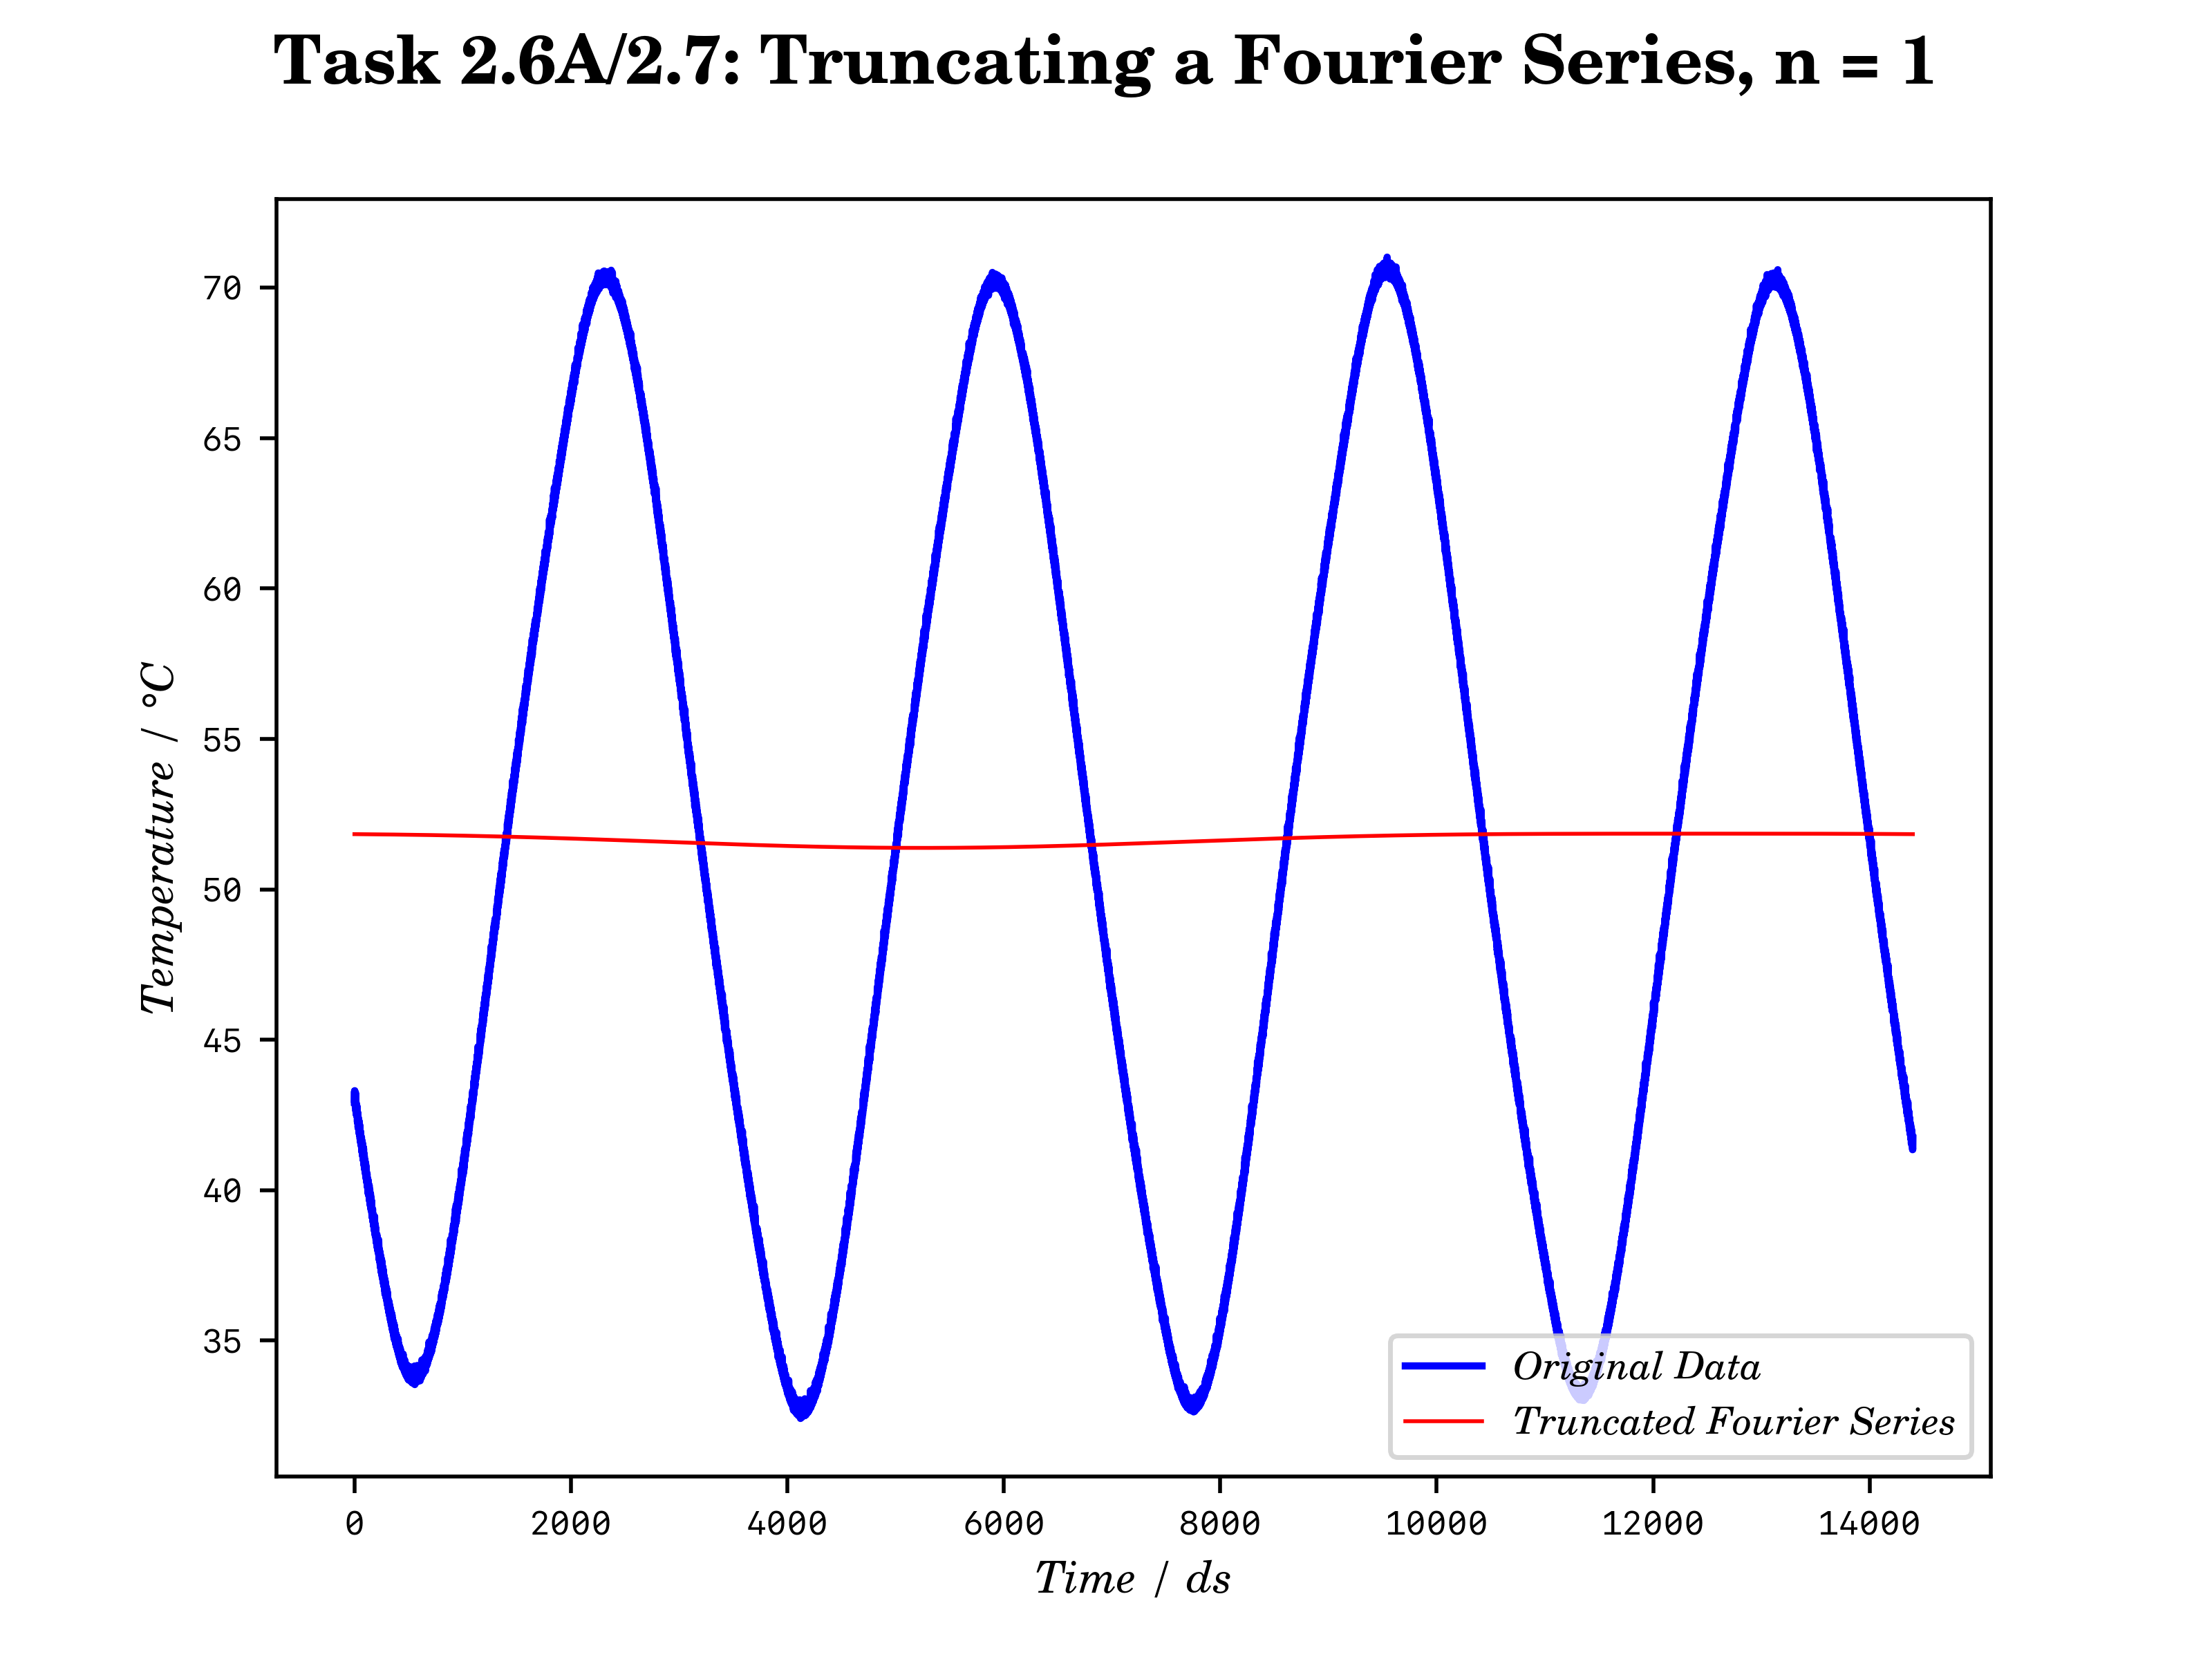 Task 2.6A/2.7: Truncating a Fourier Series, n = 1
Temperature / °C
70
65
60
55
50
45
40
35
Original Data
Truncated Fourier Series
0 2000 4000 6000 8000 10000 12000 14000
Time / ds